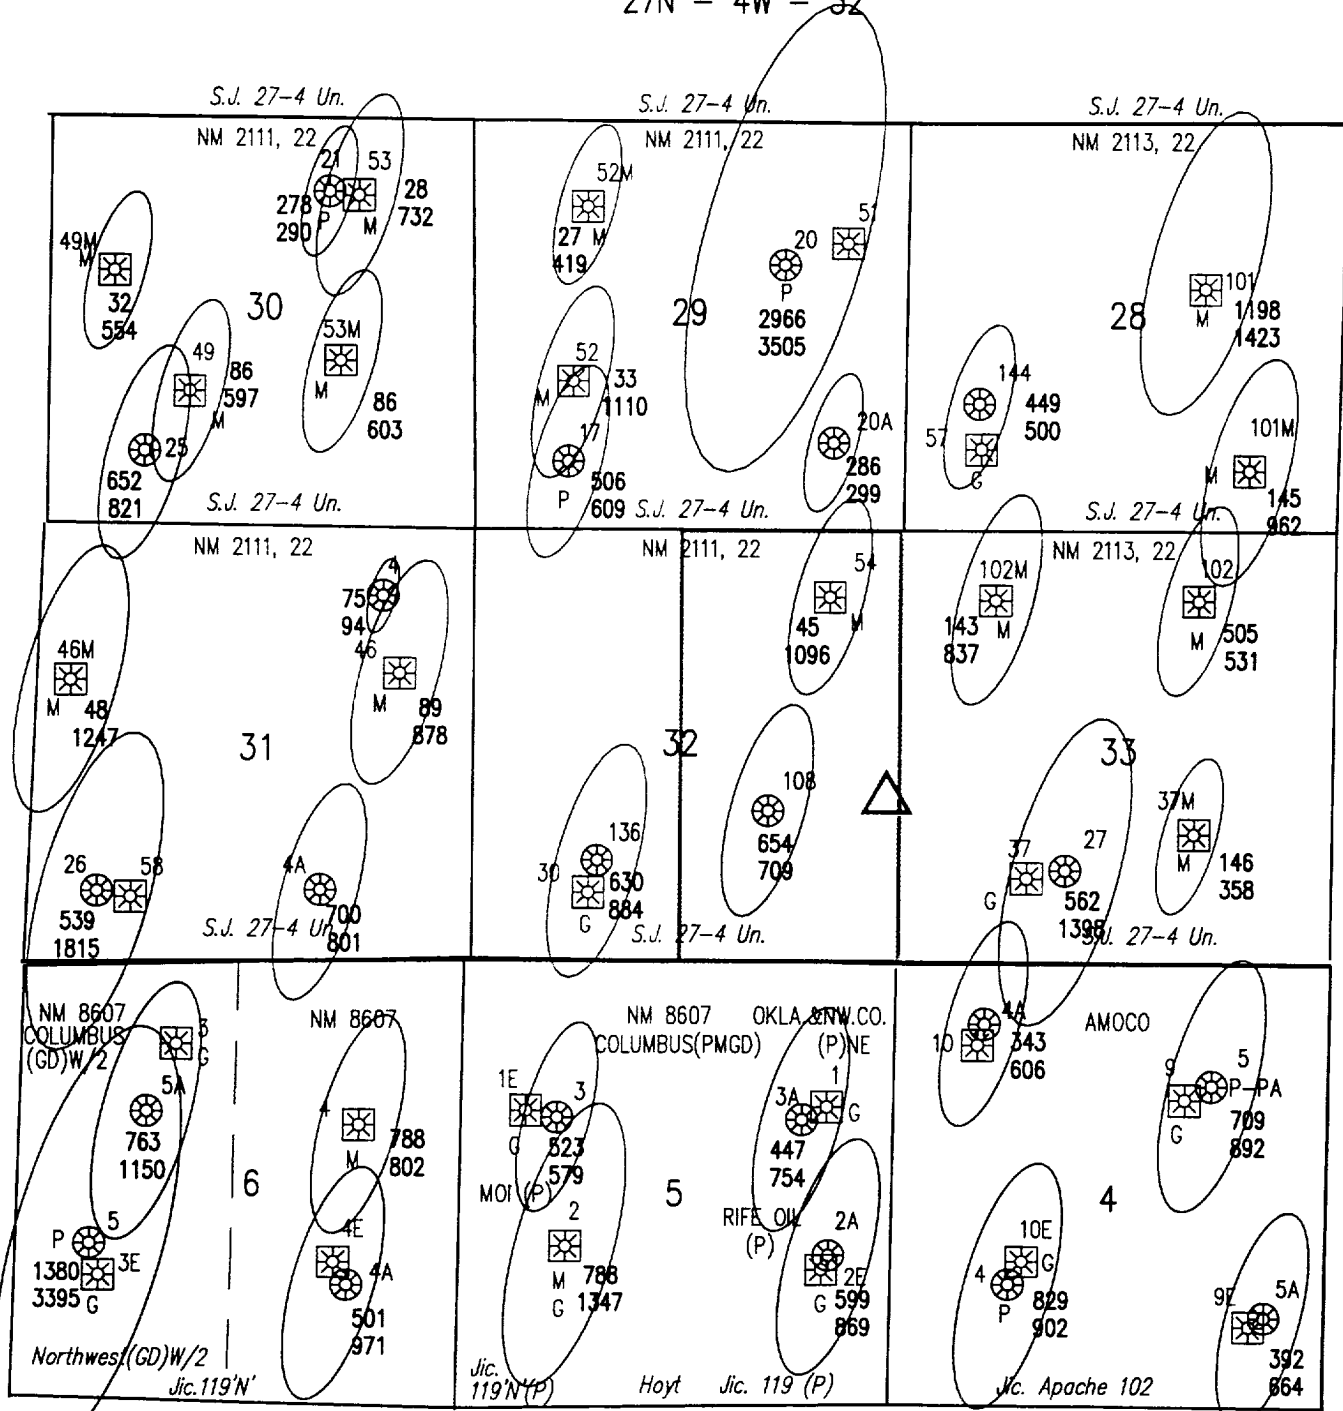 27N - 4W - 32
S.J. 27-4 Un.
S.J. 27-4 Un.
S.J. 27-4 Un.
NM 2111, 22
NM 2111, 22
NM 2113, 22
21
53
278
290
P
M
28
732
49M
M
32
554
30
53M
M
86
603
49
86
597
M
25
652
821
S.J. 27-4 Un.
52M
27 M
419
51
20
P
2966
3505
29
52
M
33
1110
17
P
506
609
20A
286
299
S.J. 27-4 Un.
101
M
1198
1423
28
144
449
500
57
G
101M
M
145
962
S.J. 27-4 Un.
NM 2111, 22
NM 2111, 22
NM 2113, 22
4
75
94
46
M
89
878
46M
M
48
1247
31
26
58
539
1815
4A
700
801
S.J. 27-4 Un.
54
M
45
1096
32
108
654
709
136
30
630
884
G
S.J. 27-4 Un.
102M
M
143
837
102
M
505
531
33
37M
M
146
358
37
G
27
562
1398
S.J. 27-4 Un.
NM 8607
COLUMBUS
(GD)W/2
NM 8607
3
G
5A
763
1150
4
M
788
802
6
P
5
1380
3395
3E
G
4E
4A
501
971
Northwest(GD)W/2
Jic.119'N'
NM 8607
COLUMBUS(PMGD)
OKLA.&NW.CO.
(P)NE
1E
G
3
523
579
MOI (P)
1
3A
G
447
754
5
2
M
G
788
1347
RIFE OIL
(P)
2A
2E
G
599
869
Jic.
119'N'(P)
Hoyt
Jic. 119 (P)
4A
10
343
606
AMOCO
9
G
5
P-PA
709
892
4
10E
G
4
P
829
902
9E
5A
392
664
Jic. Apache 102